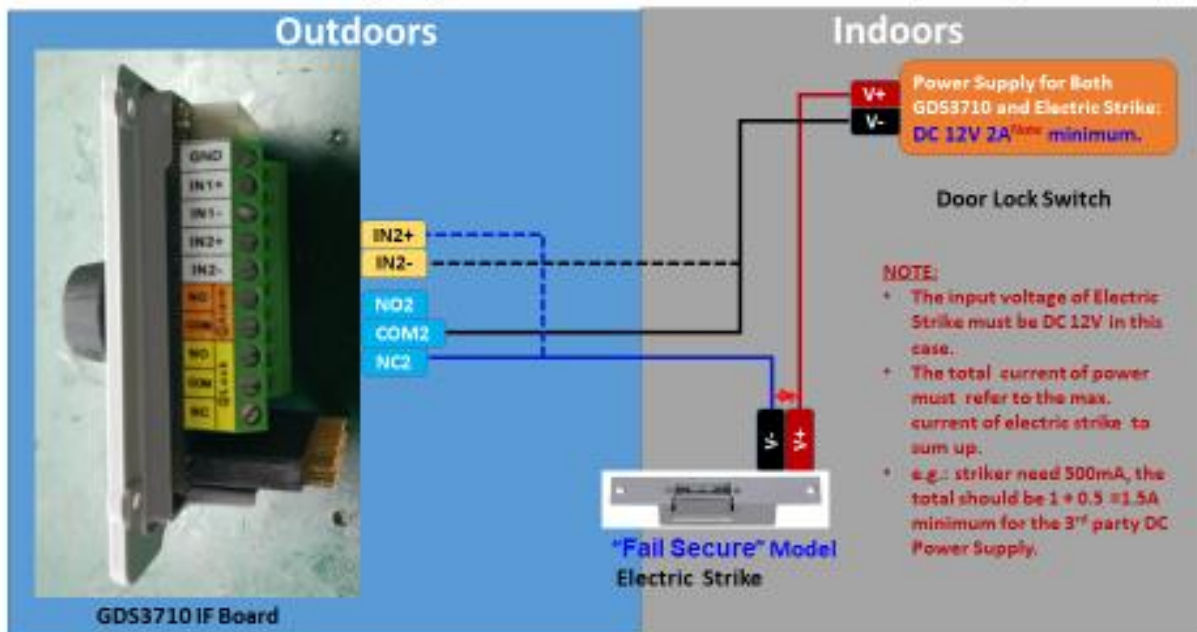 Outdoors
Indoors
Power Supply for Both
GDS3710 and Electric Strike:
DC 12V 2A Note minimum.
V+
V-
Door Lock Switch
GND
IN1+
IN1-
IN2+
IN2-
NO
COM
Alarm
NO
COM
NC
Lock
IN2+
IN2-
NO2
COM2
NC2
NOTE:
• The input voltage of Electric
Strike must be DC 12V in this
case.
• The total current of power
must refer to the max.
current of electric strike to
sum up.
• e.g.: striker need 500mA, the
total should be 1 + 0.5 =1.5A
minimum for the 3rd party DC
Power Supply.
V-
V+
"Fail Secure" Model
Electric Strike
GDS3710 IF Board